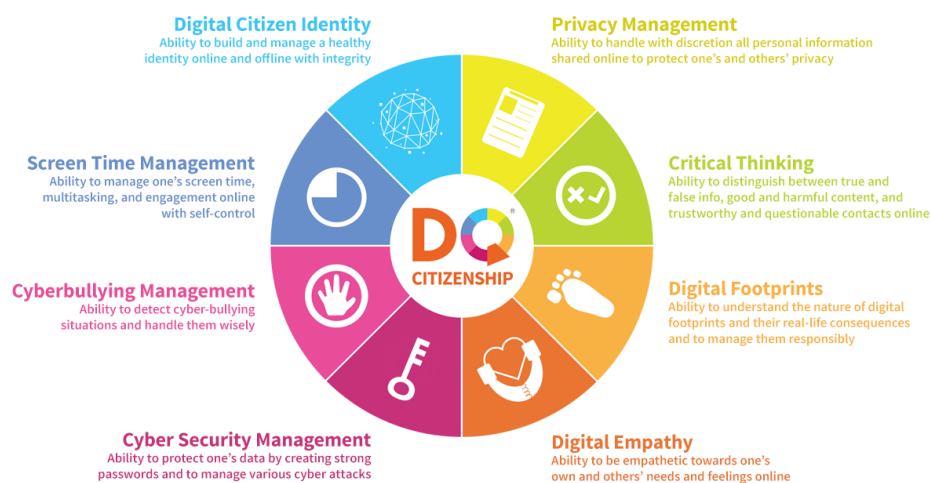 Digital Citizen Identity
Ability to build and manage a healthy
identity online and offline with integrity
Privacy Management
Ability to handle with discretion all personal information
shared online to protect one's and others' privacy
Screen Time Management
Ability to manage one's screen time,
multitasking, and engagement online
with self-control
Critical Thinking
Ability to distinguish between true and
false info, good and harmful content, and
trustworthy and questionable contacts online
DQ®
CITIZENSHIP
Cyberbullying Management
Ability to detect cyber-bullying
situations and handle them wisely
Digital Footprints
Ability to understand the nature of digital
footprints and their real-life consequences
and to manage them responsibly
Cyber Security Management
Ability to protect one's data by creating strong
passwords and to manage various cyber attacks
Digital Empathy
Ability to be empathetic towards one's
own and others' needs and feelings online